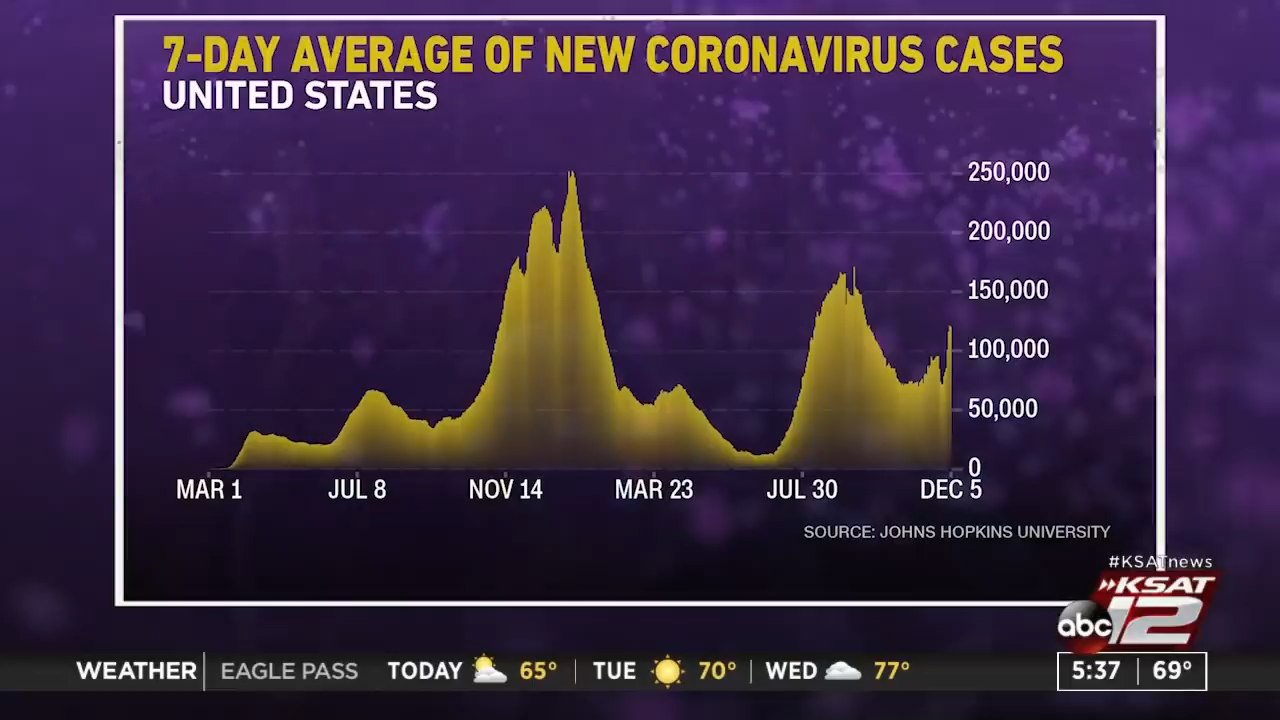 7-DAY AVERAGE OF NEW CORONAVIRUS CASES
UNITED STATES
250,000
200,000
150,000
100,000
50,000
0
MAR 1 JUL 8 NOV 14 MAR 23 JUL 30 DEC 5
SOURCE: JOHNS HOPKINS UNIVERSITY
#KSATnews
KSAT
abc 12
WEATHER EAGLE PASS TODAY 65° TUE 70° WED 77° 5:37 69°